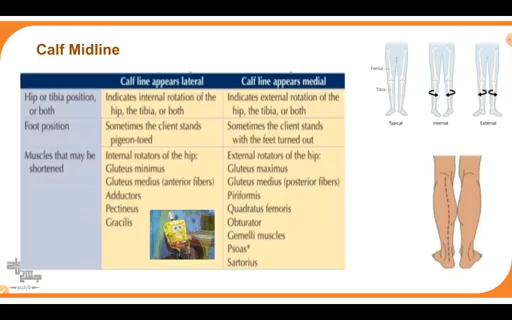 Calf Midline
Calf line appears lateral
Calf line appears medial
Hip or tibia position,
or both
Indicates internal rotation of the
hip, the tibia, or both
Indicates external rotation of the
hip, the tibia, or both
Foot position
Sometimes the client stands
pigeon-toed
Sometimes the client stands
with the feet turned out
Muscles that may be
shortened
Internal rotators of the hip:
Gluteus minimus
Gluteus medius (anterior fibers)
Adductors
Pectineus
Gracilis
External rotators of the hip:
Gluteus maximus
Gluteus medius (posterior fibers)
Piriformis
Quadratus femoris
Obturator
Gemelli muscles
Psoas*
Sartorius
Femur
Tibia
Typical
Internal
External